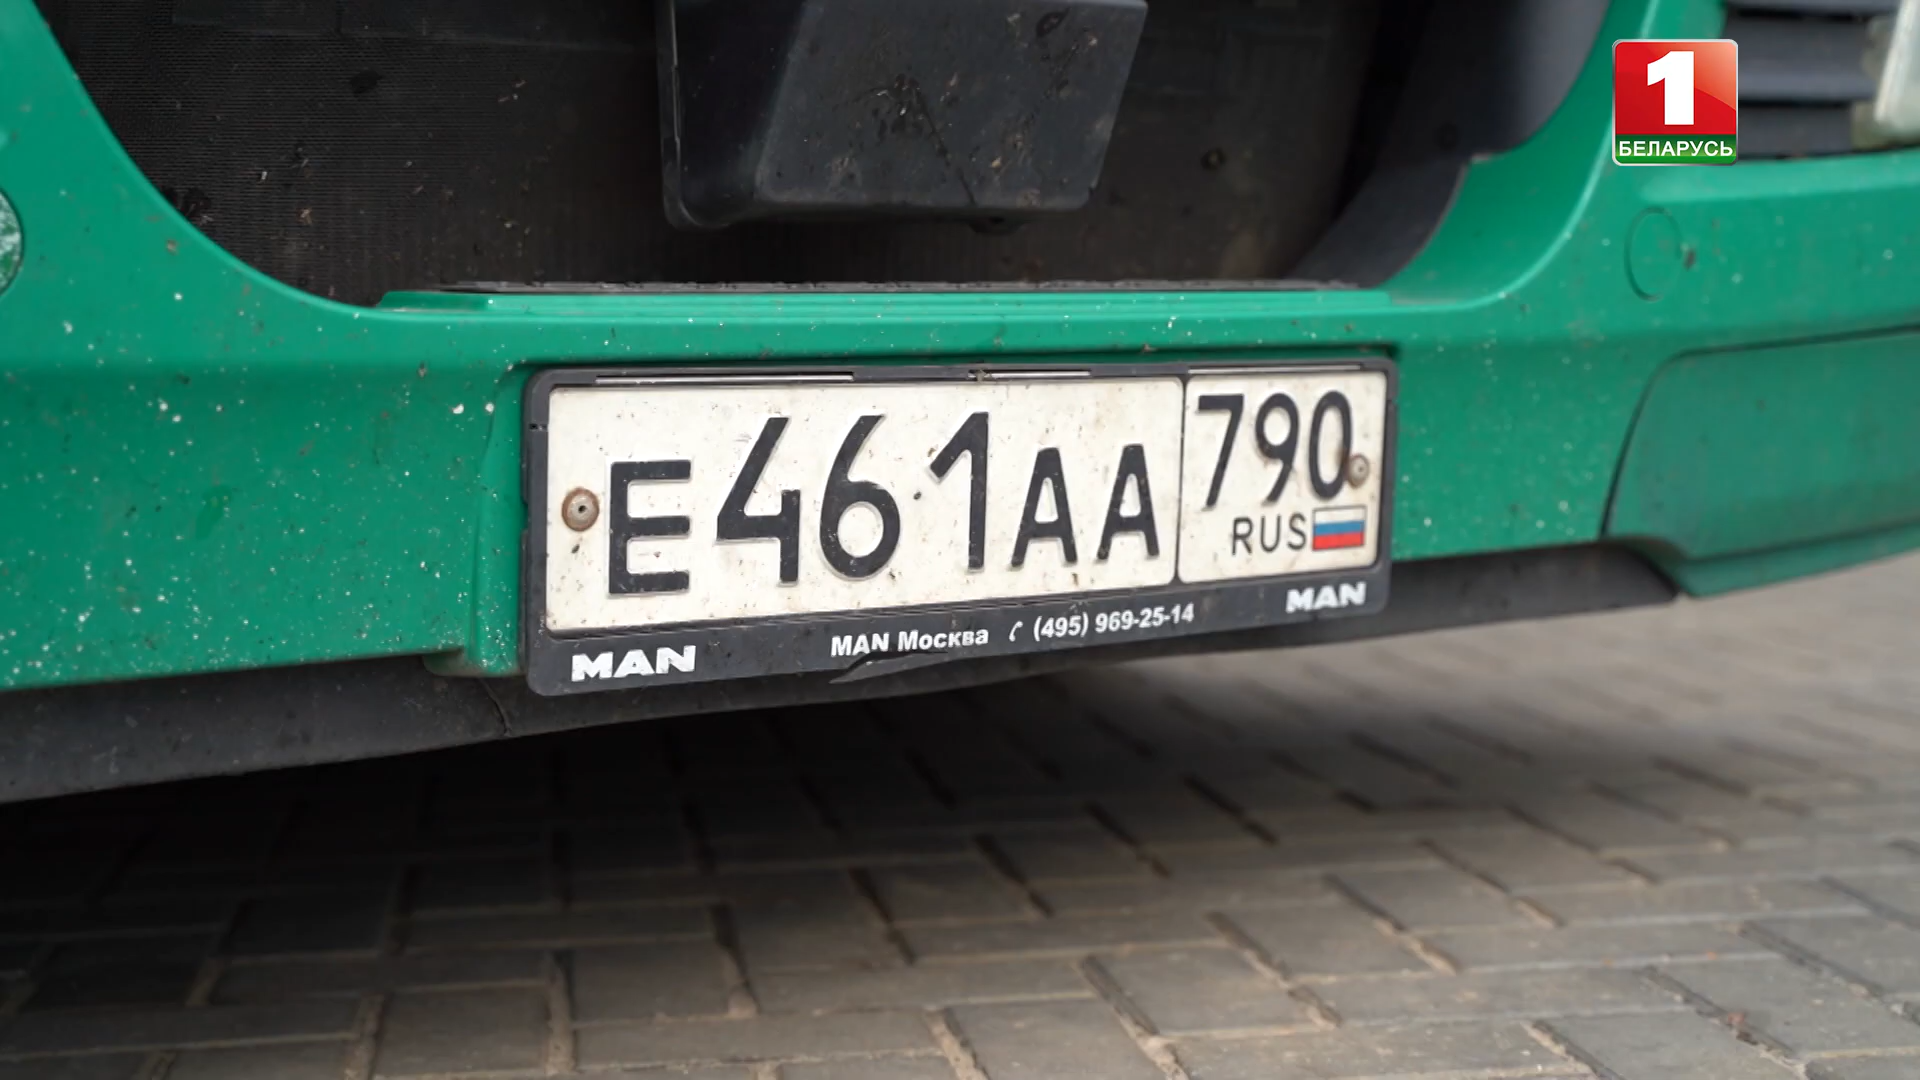 1
БЕЛАРУСЬ
Е461АА 790
RUS
MAN MAN Москва (495) 969-25-14 MAN